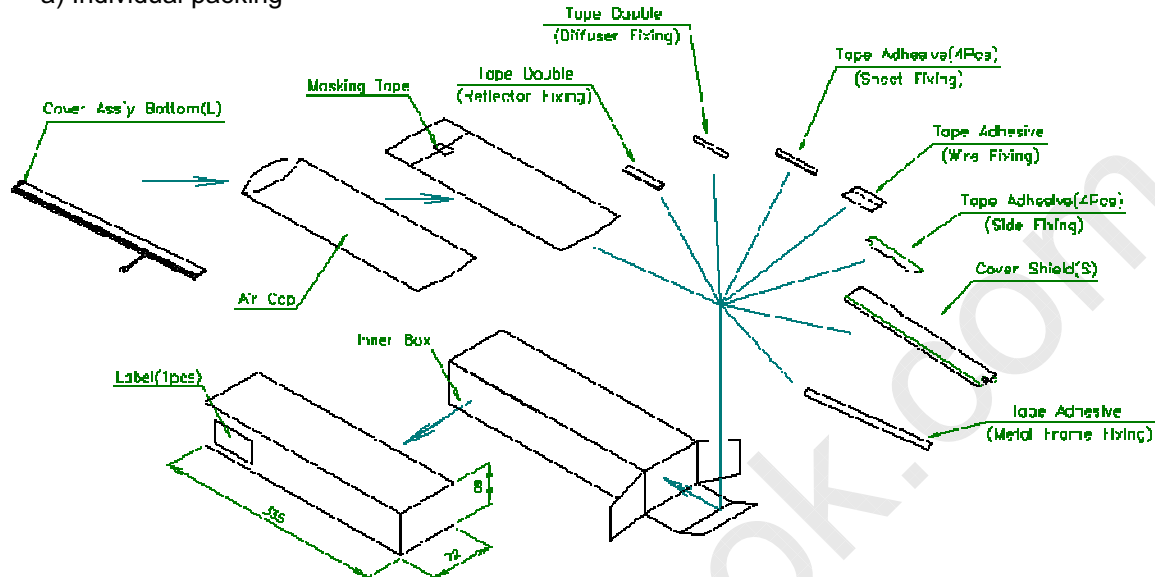 a) Individual packing
Tape Double
(Diffuser Fixing)
Tape Adhesive(4Pcs)
(Sheet Fixing)
Tape Double
(Reflector Fixing)
Masking Tape
Cover Ass'y Bottom(L)
Tape Adhesive
(Wire Fixing)
Tape Adhesive(4Pcs)
(Side Fixing)
Cover Shield(S)
Air Cap
Inner Box
Label(1pcs)
Tape Adhesive
(Metal Frame Fixing)
72